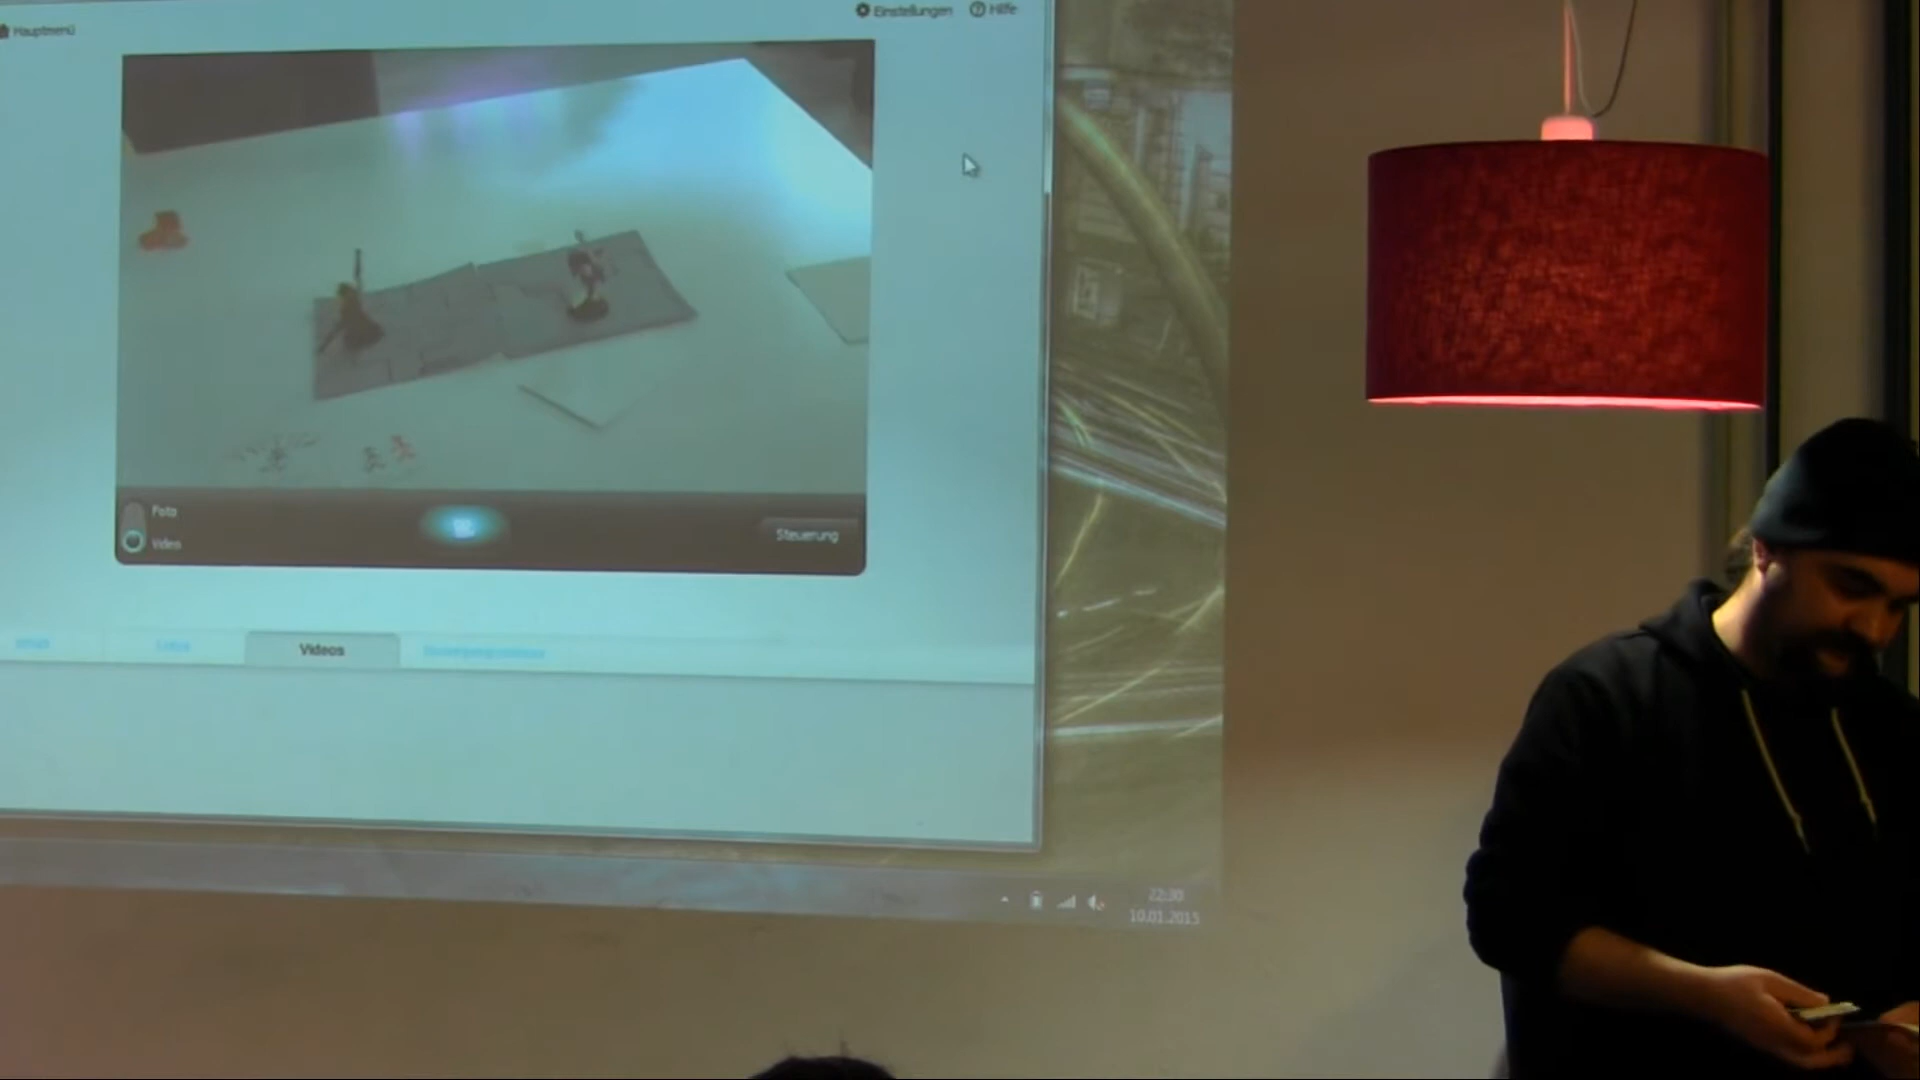 Hauptmenü
Einstellungen
Hilfe
Foto
Video
Steuerung
Videos
22:30
10.01.2015